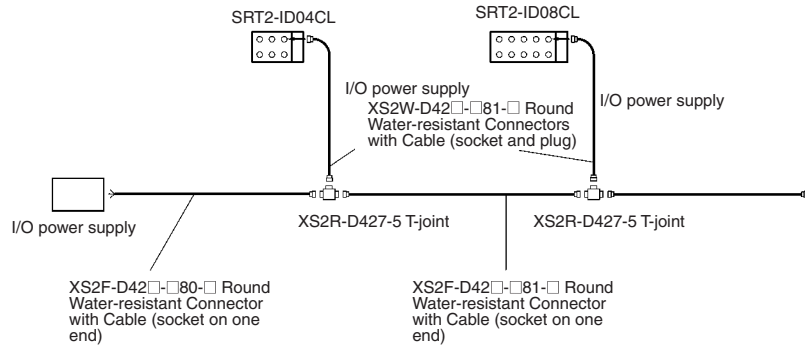 SRT2-ID04CL
SRT2-ID08CL
I/O power supply
XS2W-D42□-□81-□ Round
Water-resistant Connectors
with Cable (socket and plug)
I/O power supply
I/O power supply
XS2R-D427-5 T-joint
XS2R-D427-5 T-joint
XS2F-D42□-□80-□ Round
Water-resistant Connector
with Cable (socket on one
end)
XS2F-D42□-□81-□ Round
Water-resistant Connector
with Cable (socket on one
end)